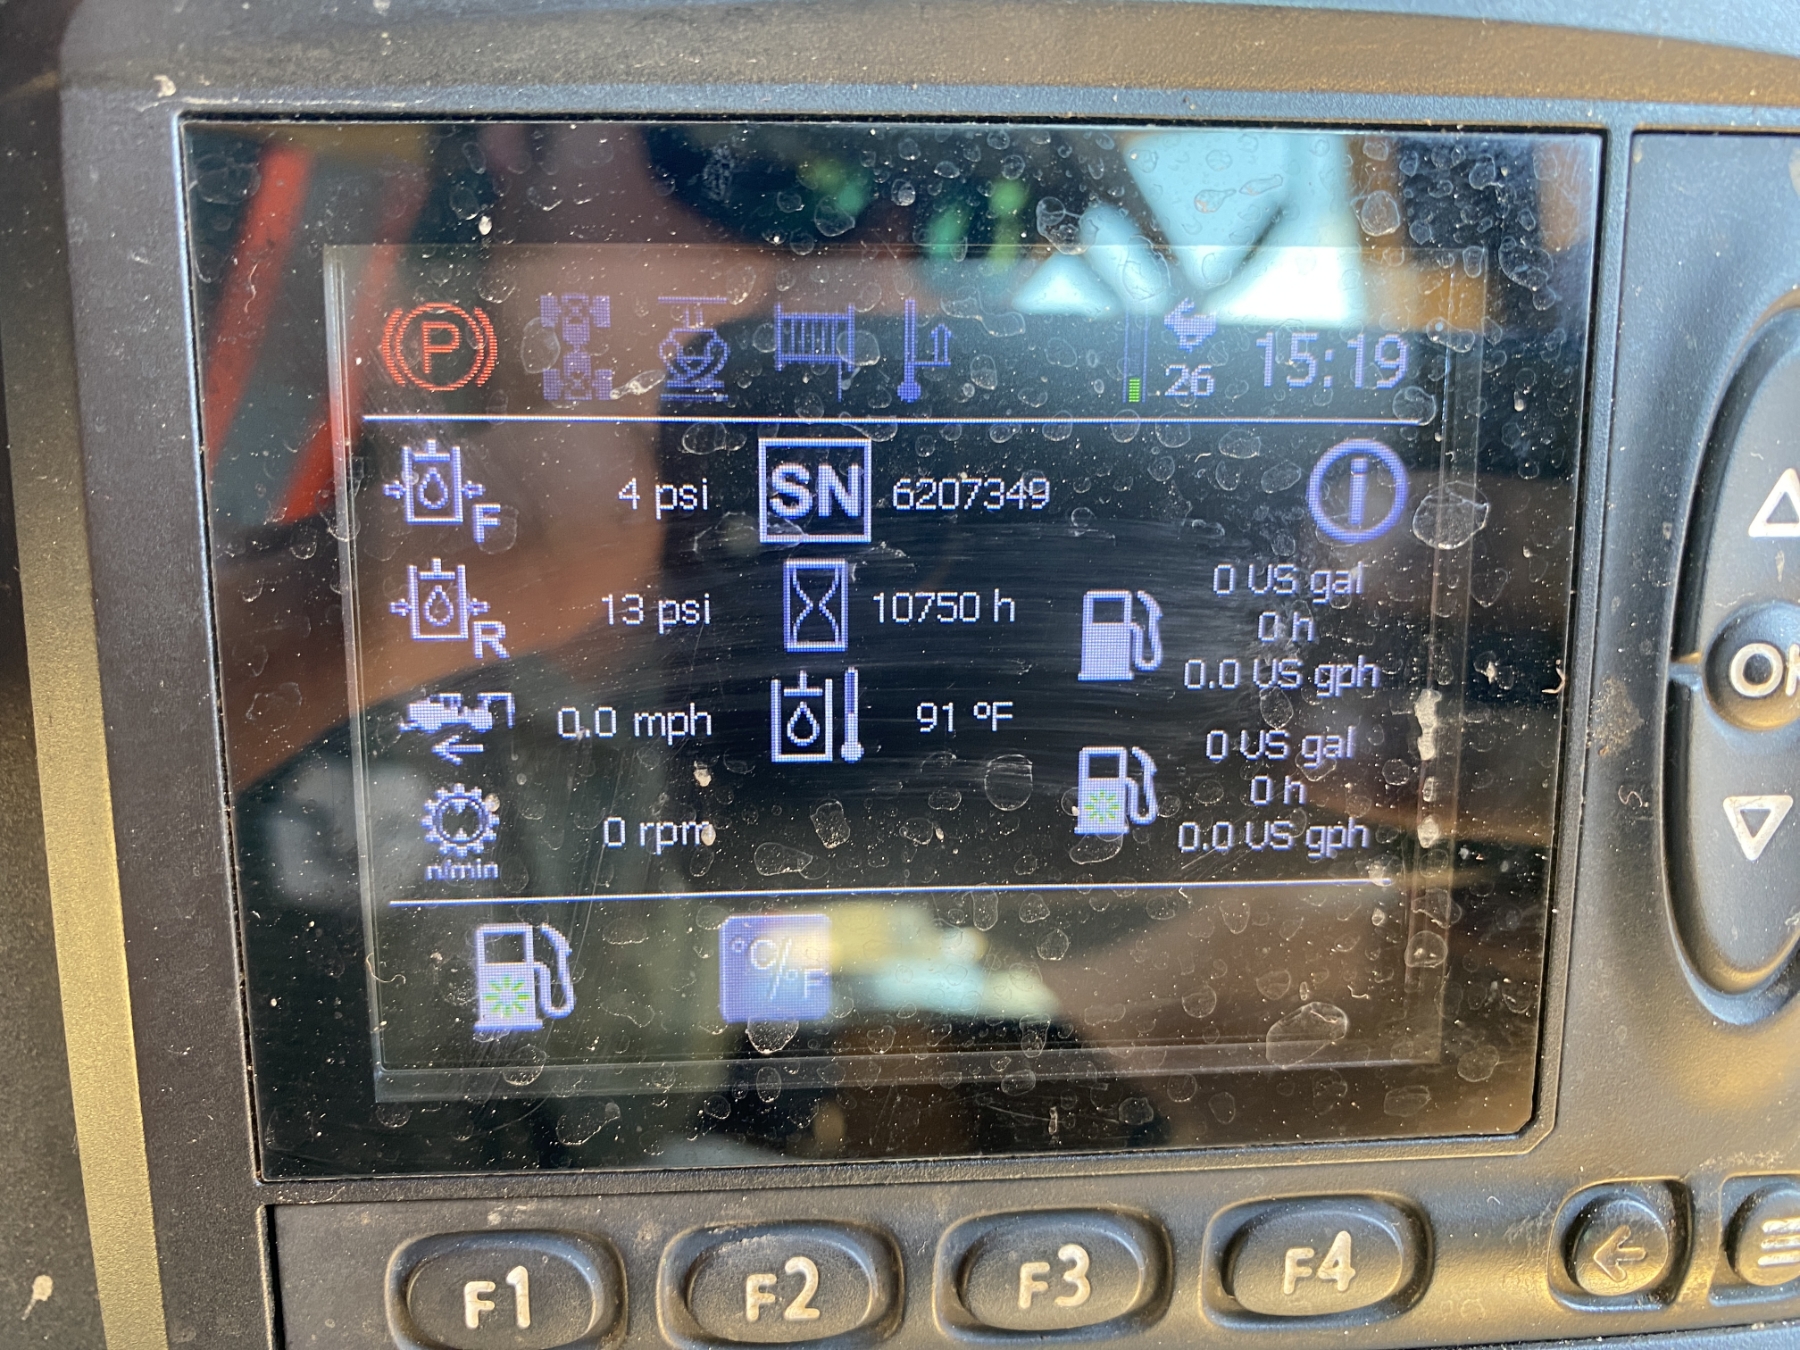 P
26
15:19
F
4 psi
SN
6207349
i
R
13 psi
10750 h
0 US gal
0 h
0.0 US gph
0.0 mph
91 °F
0 US gal
0 h
0.0 US gph
0 rpm
n/min
°C/°F
OK
F1
F2
F3
F4